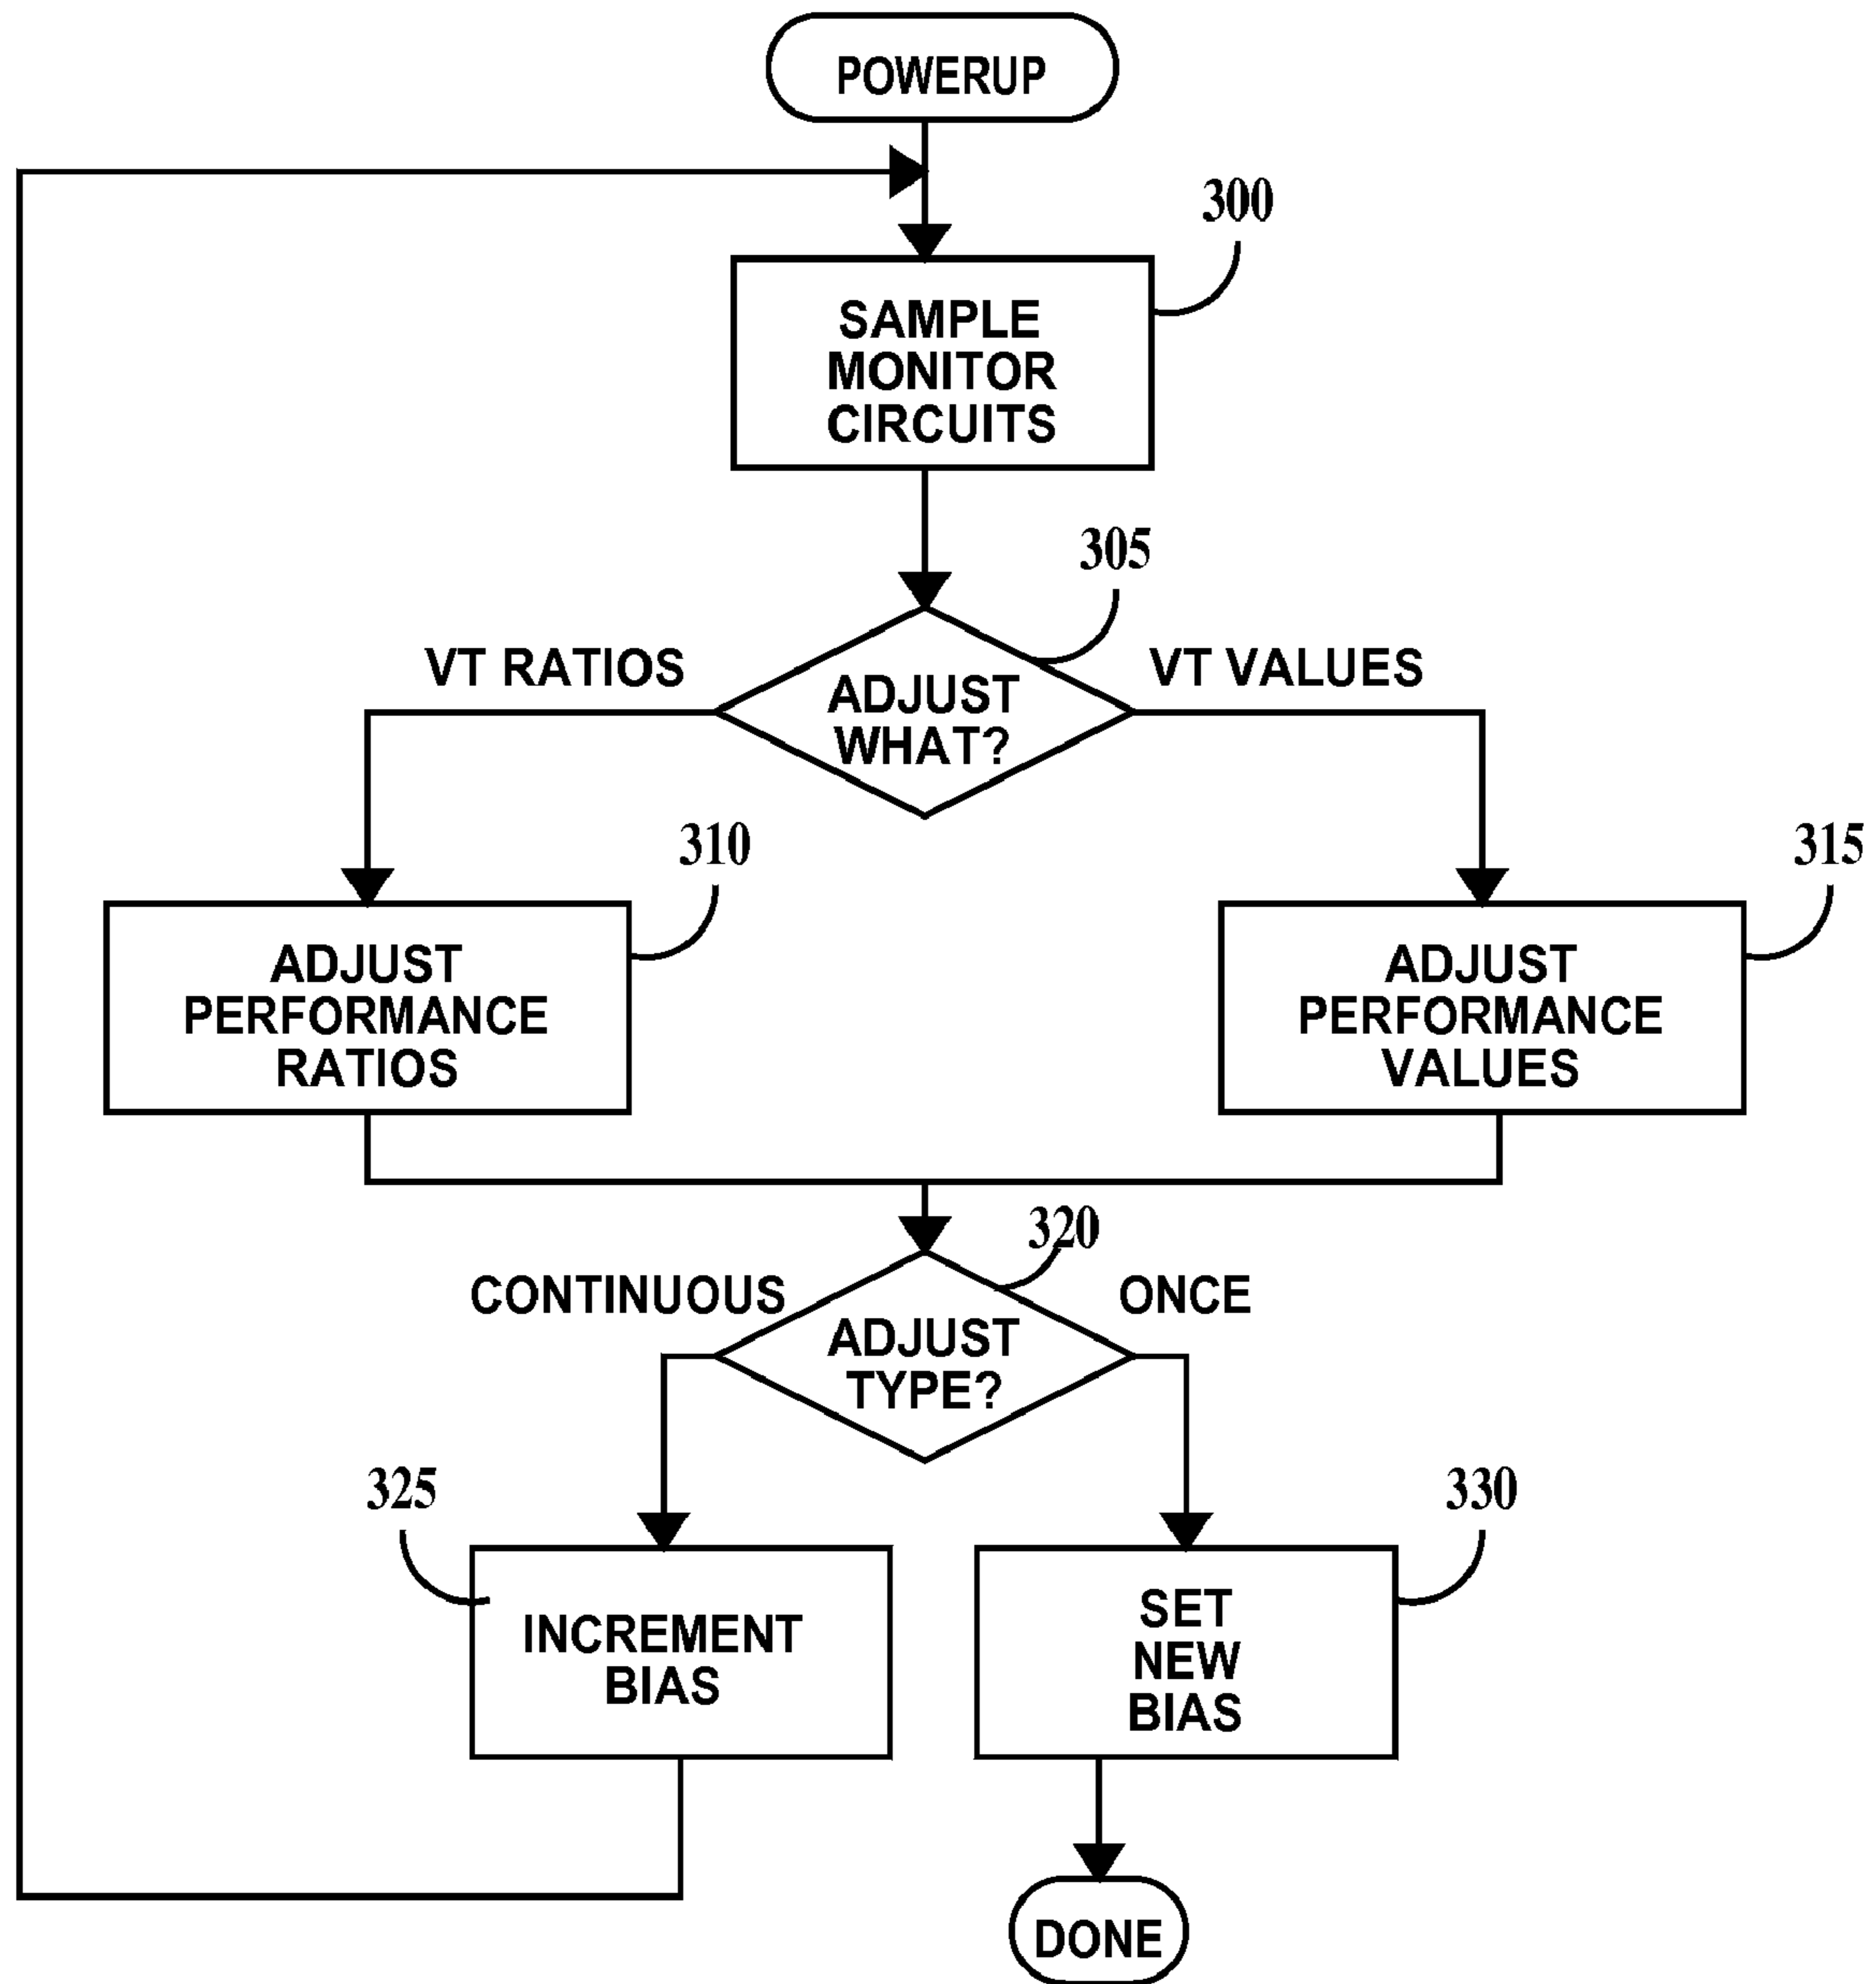 POWERUP
300
SAMPLE
MONITOR
CIRCUITS
305
VT RATIOS
VT VALUES
ADJUST
WHAT?
310
315
ADJUST
PERFORMANCE
RATIOS
ADJUST
PERFORMANCE
VALUES
320
CONTINUOUS
ONCE
ADJUST
TYPE?
325
330
INCREMENT
BIAS
SET
NEW
BIAS
DONE